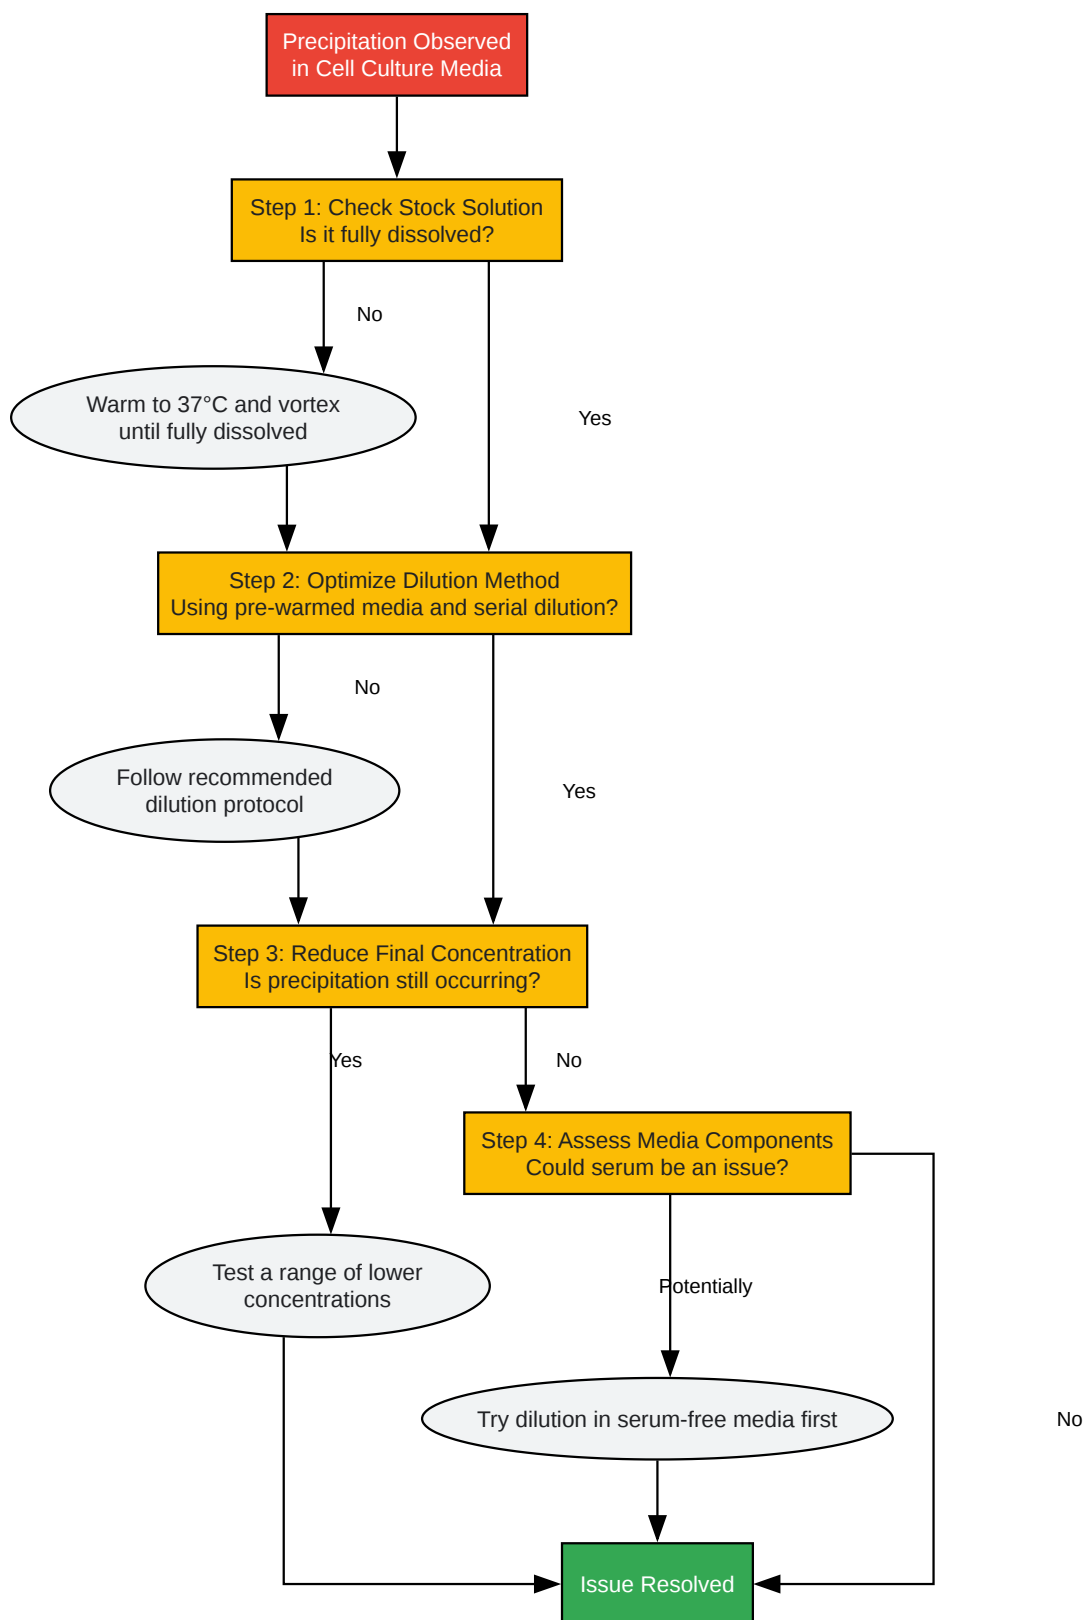 Precipitation Observed
in Cell Culture Media
Step 1: Check Stock Solution
Is it fully dissolved?
No
Warm to 37°C and vortex
until fully dissolved
Yes
Step 2: Optimize Dilution Method
Using pre-warmed media and serial dilution?
No
Follow recommended
dilution protocol
Yes
Step 3: Reduce Final Concentration
Is precipitation still occurring?
Yes
No
Step 4: Assess Media Components
Could serum be an issue?
Test a range of lower
concentrations
Potentially
Try dilution in serum-free media first
No
Issue Resolved